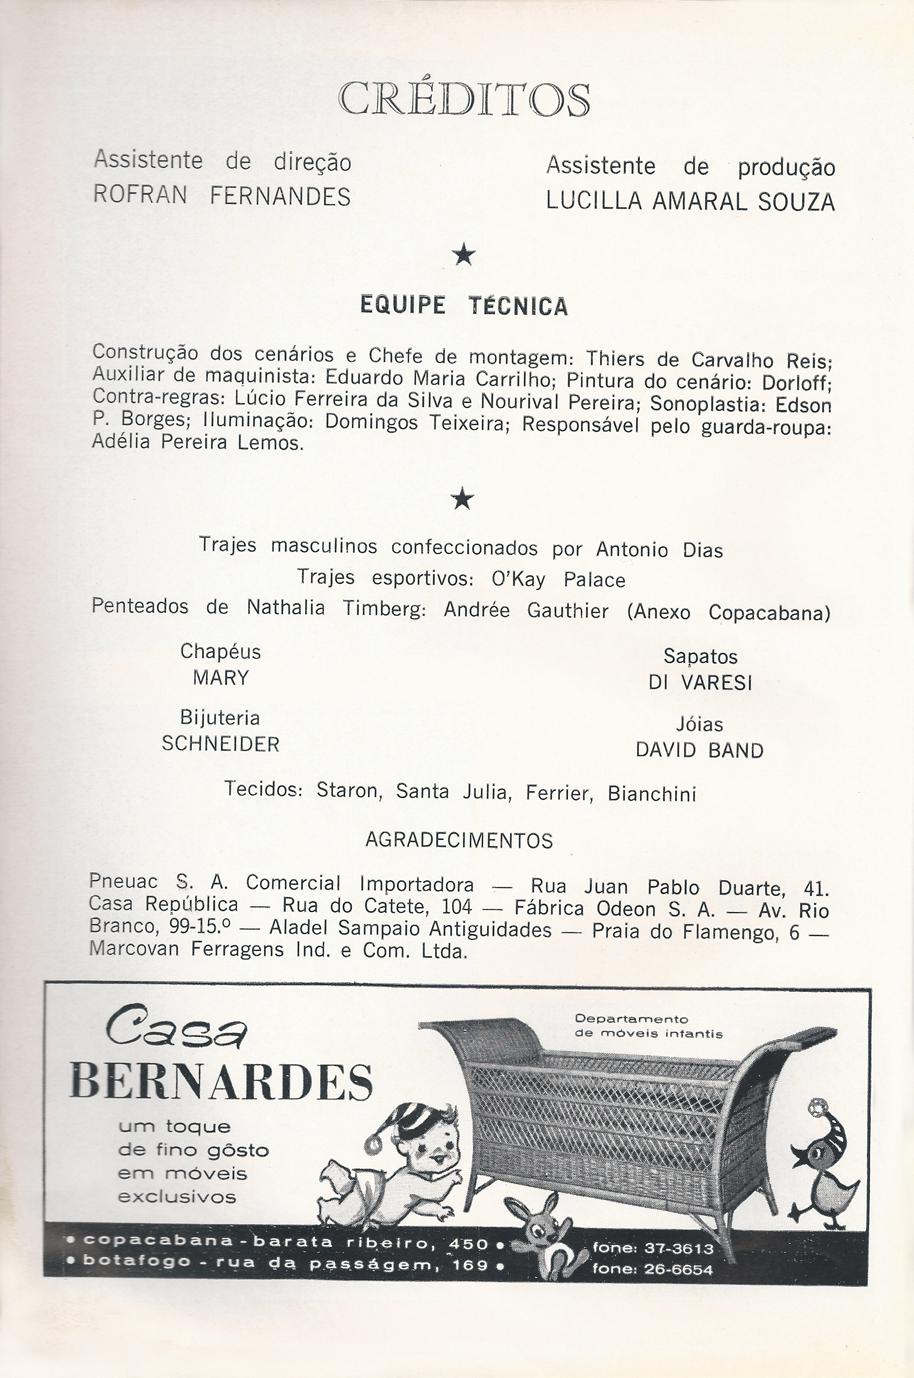 CRÉDITOS
Assistente de direção
ROFRAN FERNANDES
Assistente de produção
LUCILLA AMARAL SOUZA
EQUIPE TÉCNICA
Construção dos cenários e Chefe de montagem: Thiers de Carvalho Reis;
Auxiliar de maquinista: Eduardo Maria Carrilho; Pintura do cenário: Dorloff;
Contra-regras: Lúcio Ferreira da Silva e Nourival Pereira; Sonoplastia: Edson
P. Borges; Iluminação: Domingos Teixeira; Responsável pelo guarda-roupa:
Adélia Pereira Lemos.
Trajes masculinos confeccionados por Antonio Dias
Trajes esportivos: O'Kay Palace
Penteados de Nathalia Timberg: Andrée Gauthier (Anexo Copacabana)
Chapéus
MARY
Sapatos
DI VARESI
Bijuteria
SCHNEIDER
Jóias
DAVID BAND
Tecidos: Staron, Santa Julia, Ferrier, Bianchini
AGRADECIMENTOS
Pneuac S. A. Comercial Importadora — Rua Juan Pablo Duarte, 41.
Casa República — Rua do Catete, 104 — Fábrica Odeon S. A. — Av. Rio
Branco, 99-15.º — Aladel Sampaio Antiguidades — Praia do Flamengo, 6 —
Marcovan Ferragens Ind. e Com. Ltda.
Casa
BERNARDES
um toque
de fino gôsto
em móveis
exclusivos
Departamento
de móveis infantis
• copacabana - barata ribeiro, 450 • fone: 37-3613
• botafogo - rua da passágem, 169 • fone: 26-6654